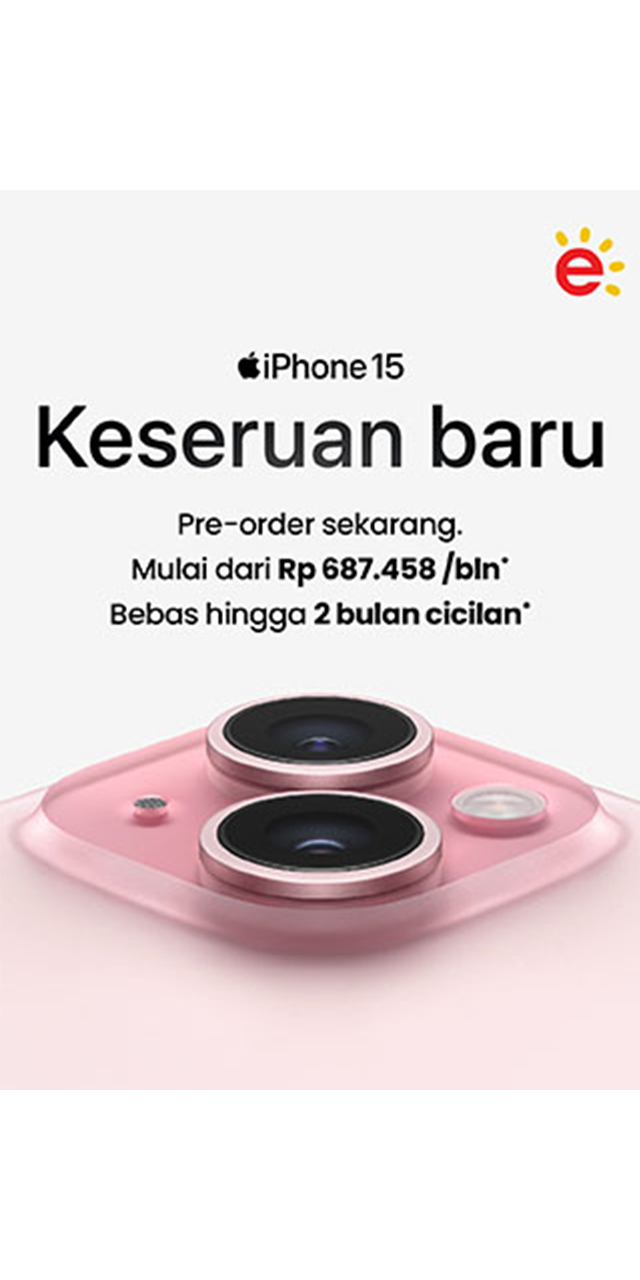 e
iPhone 15
Keseruan baru
Pre-order sekarang.
Mulai dari Rp 687.458 /bln*
Bebas hingga 2 bulan cicilan*